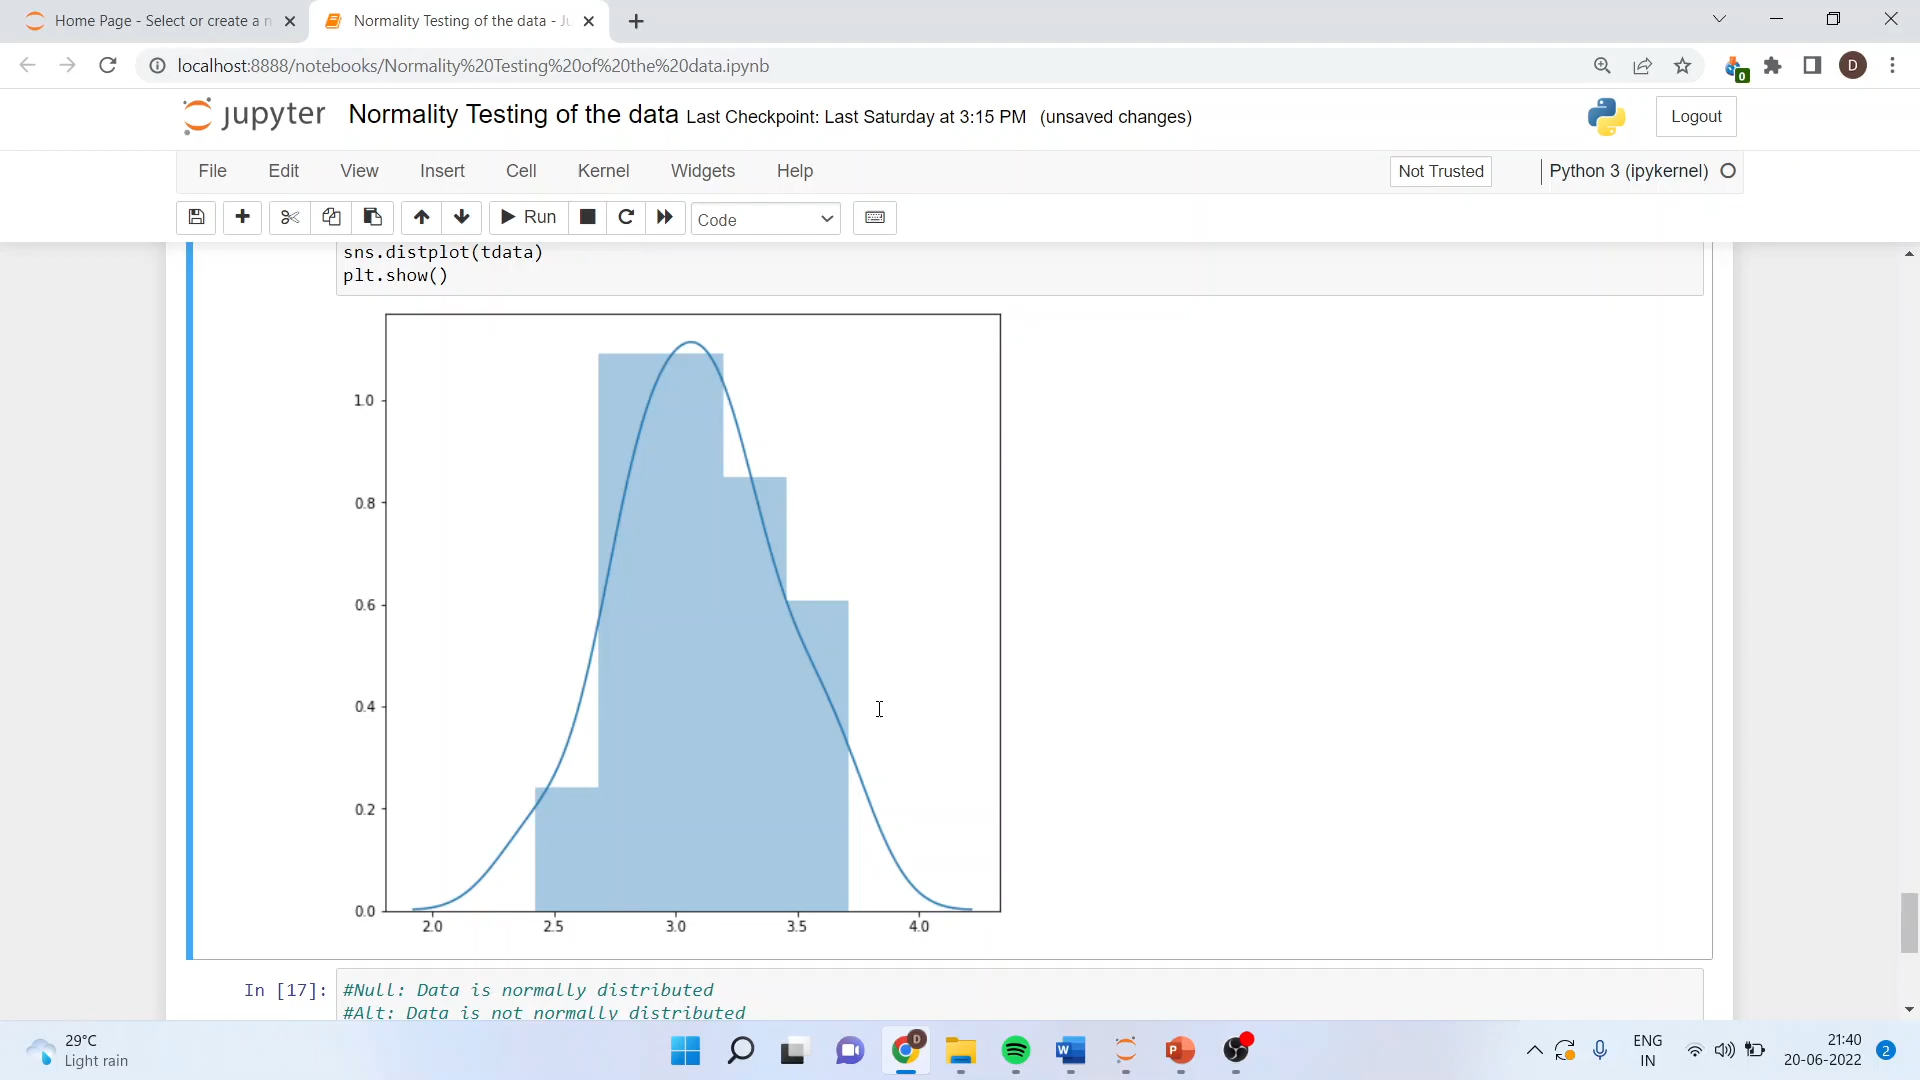 Home Page - Select or create a n
Normality Testing of the data - Ju
localhost:8888/notebooks/Normality%20Testing%20of%20the%20data.ipynb
0
D
jupyter
Normality Testing of the data Last Checkpoint: Last Saturday at 3:15 PM (unsaved changes)
Logout
File Edit View Insert Cell Kernel Widgets Help
Not Trusted
Python 3 (ipykernel)
Run
Code
sns.distplot(tdata)
plt.show()
1.0
0.8
0.6
0.4
0.2
0.0
2.0 2.5 3.0 3.5 4.0
In [17]: #Null: Data is normally distributed
#Alt: Data is not normally distributed
29°C
Light rain
D
W
P
ENG
IN
21:40
20-06-2022
2